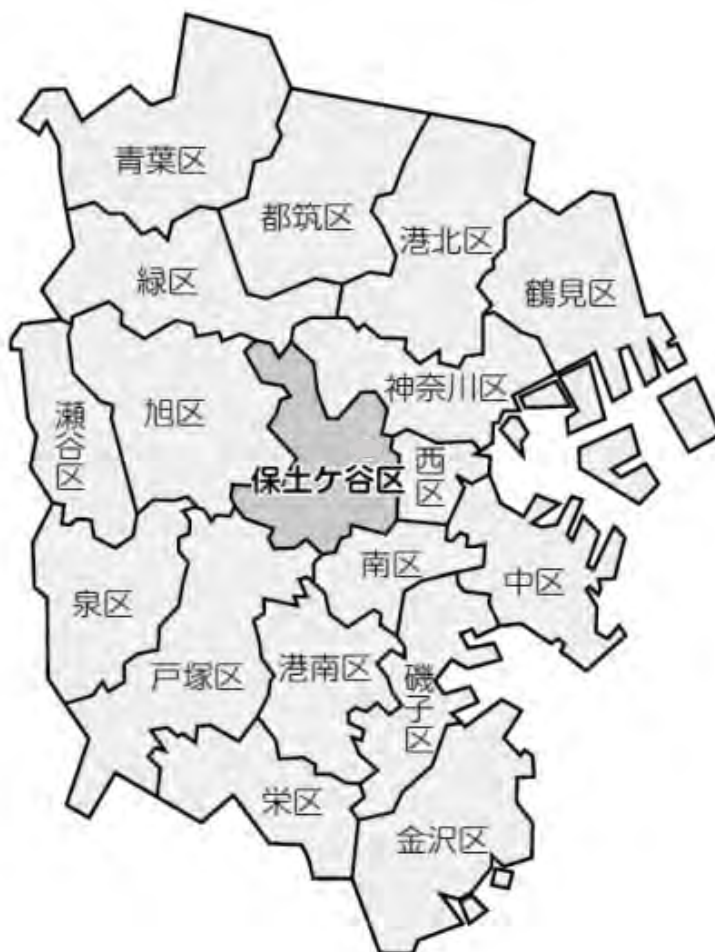 青葉区
都筑区
港北区
緑区
鶴見区
神奈川区
旭区
瀬谷区
西区
保土ケ谷区
南区
中区
泉区
戸塚区
港南区
磯子区
栄区
金沢区